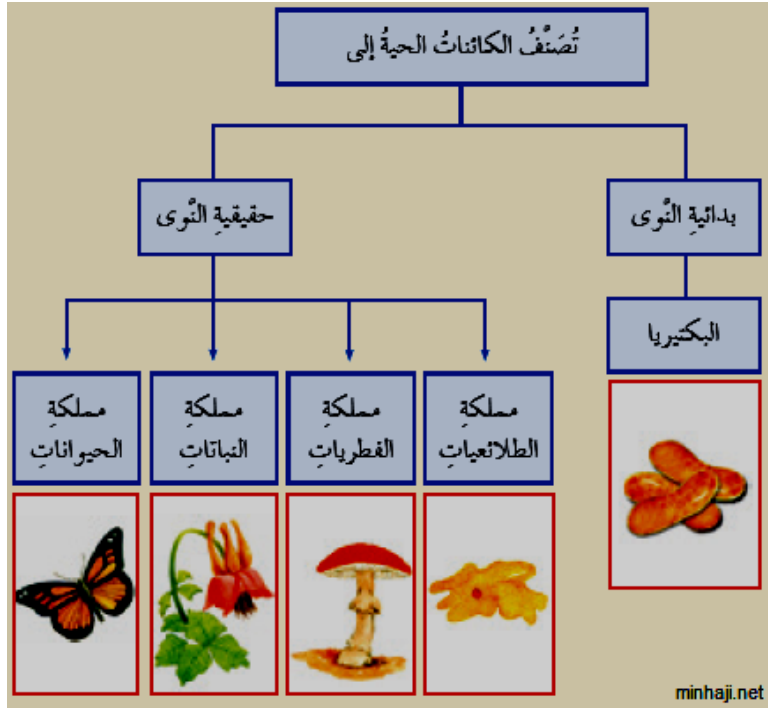 تُصَنَّفُ الكائناتُ الحيةُ إلى
بدائيةِ النَّوى
حقيقيةِ النَّوى
البكتيريا
مملكةِ
الطلائعياتِ
مملكةِ
الفطرياتِ
مملكةِ
النباتاتِ
مملكةِ
الحيواناتِ
minhaji.net